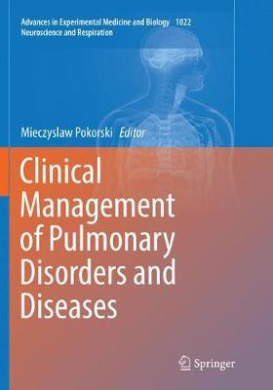 Advances in Experimental Medicine and Biology 1022
Neuroscience and Respiration
Mieczyslaw Pokorski Editor
Clinical
Management
of Pulmonary
Disorders and
Diseases
Springer